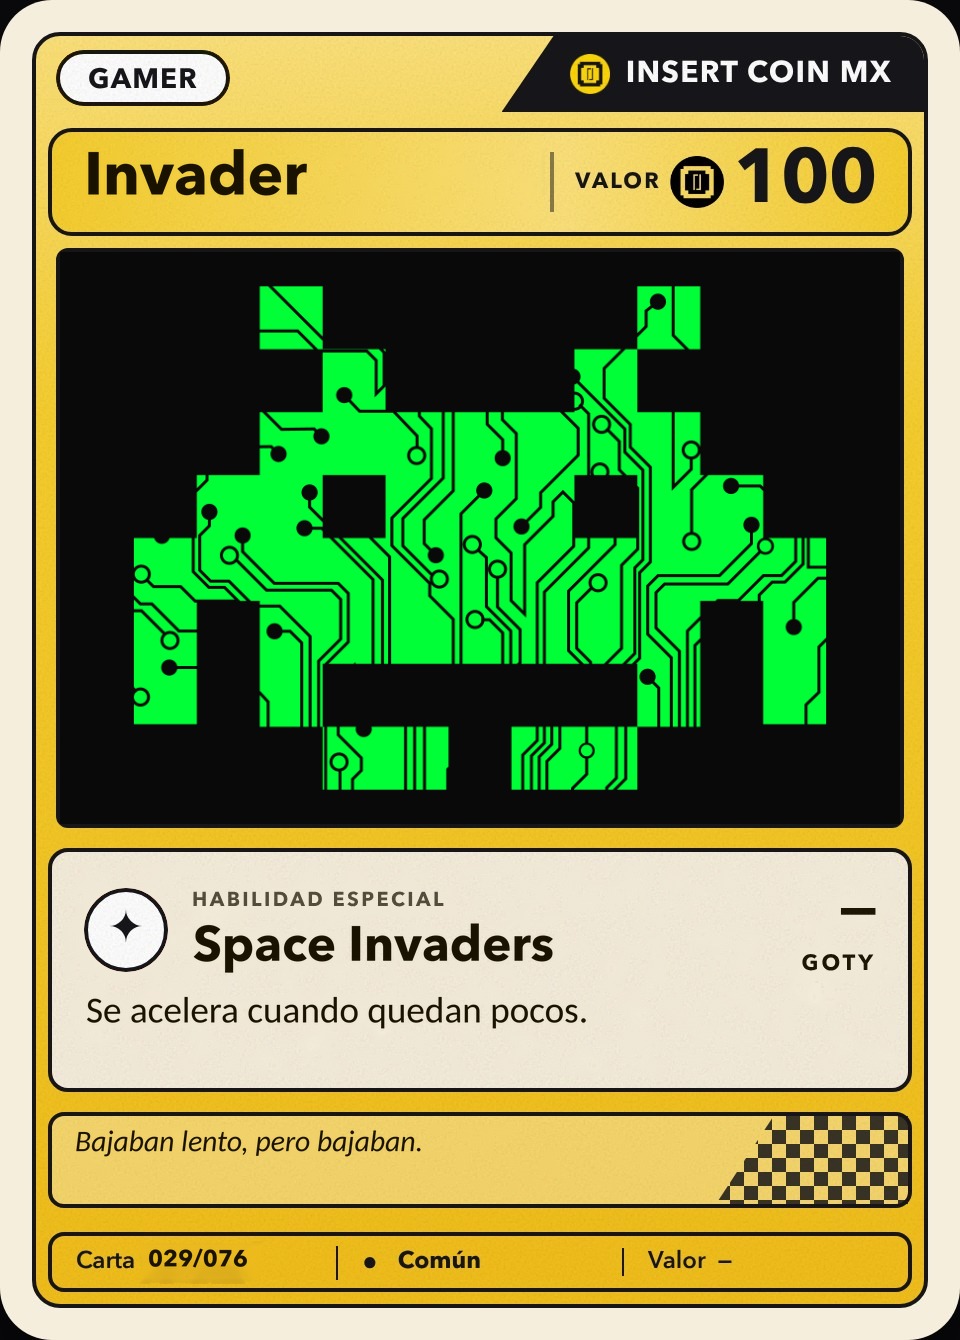 GAMER
INSERT COIN MX
Invader
VALOR 100
HABILIDAD ESPECIAL
Space Invaders
–
GOTY
Se acelera cuando quedan pocos.
Bajaban lento, pero bajaban.
Carta 029/076
● Común
Valor –